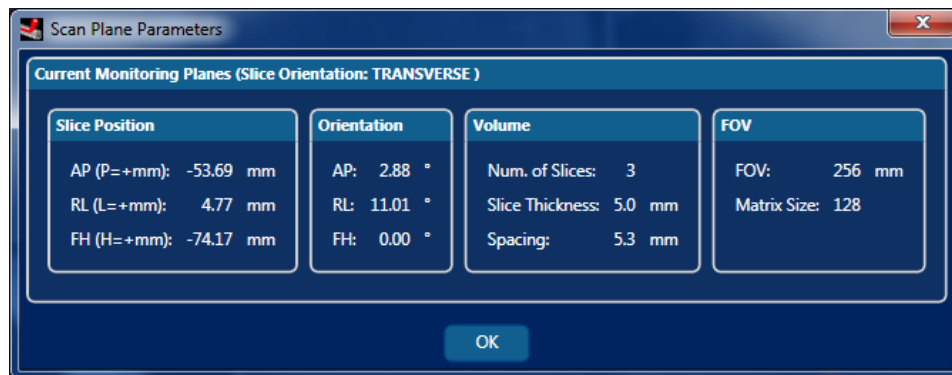 Scan Plane Parameters
x
Current Monitoring Planes (Slice Orientation: TRANSVERSE )
Slice Position
AP (P=+mm): -53.69 mm
RL (L=+mm): 4.77 mm
FH (H=+mm): -74.17 mm
Orientation
AP: 2.88 °
RL: 11.01 °
FH: 0.00 °
Volume
Num. of Slices: 3
Slice Thickness: 5.0 mm
Spacing: 5.3 mm
FOV
FOV: 256 mm
Matrix Size: 128
OK